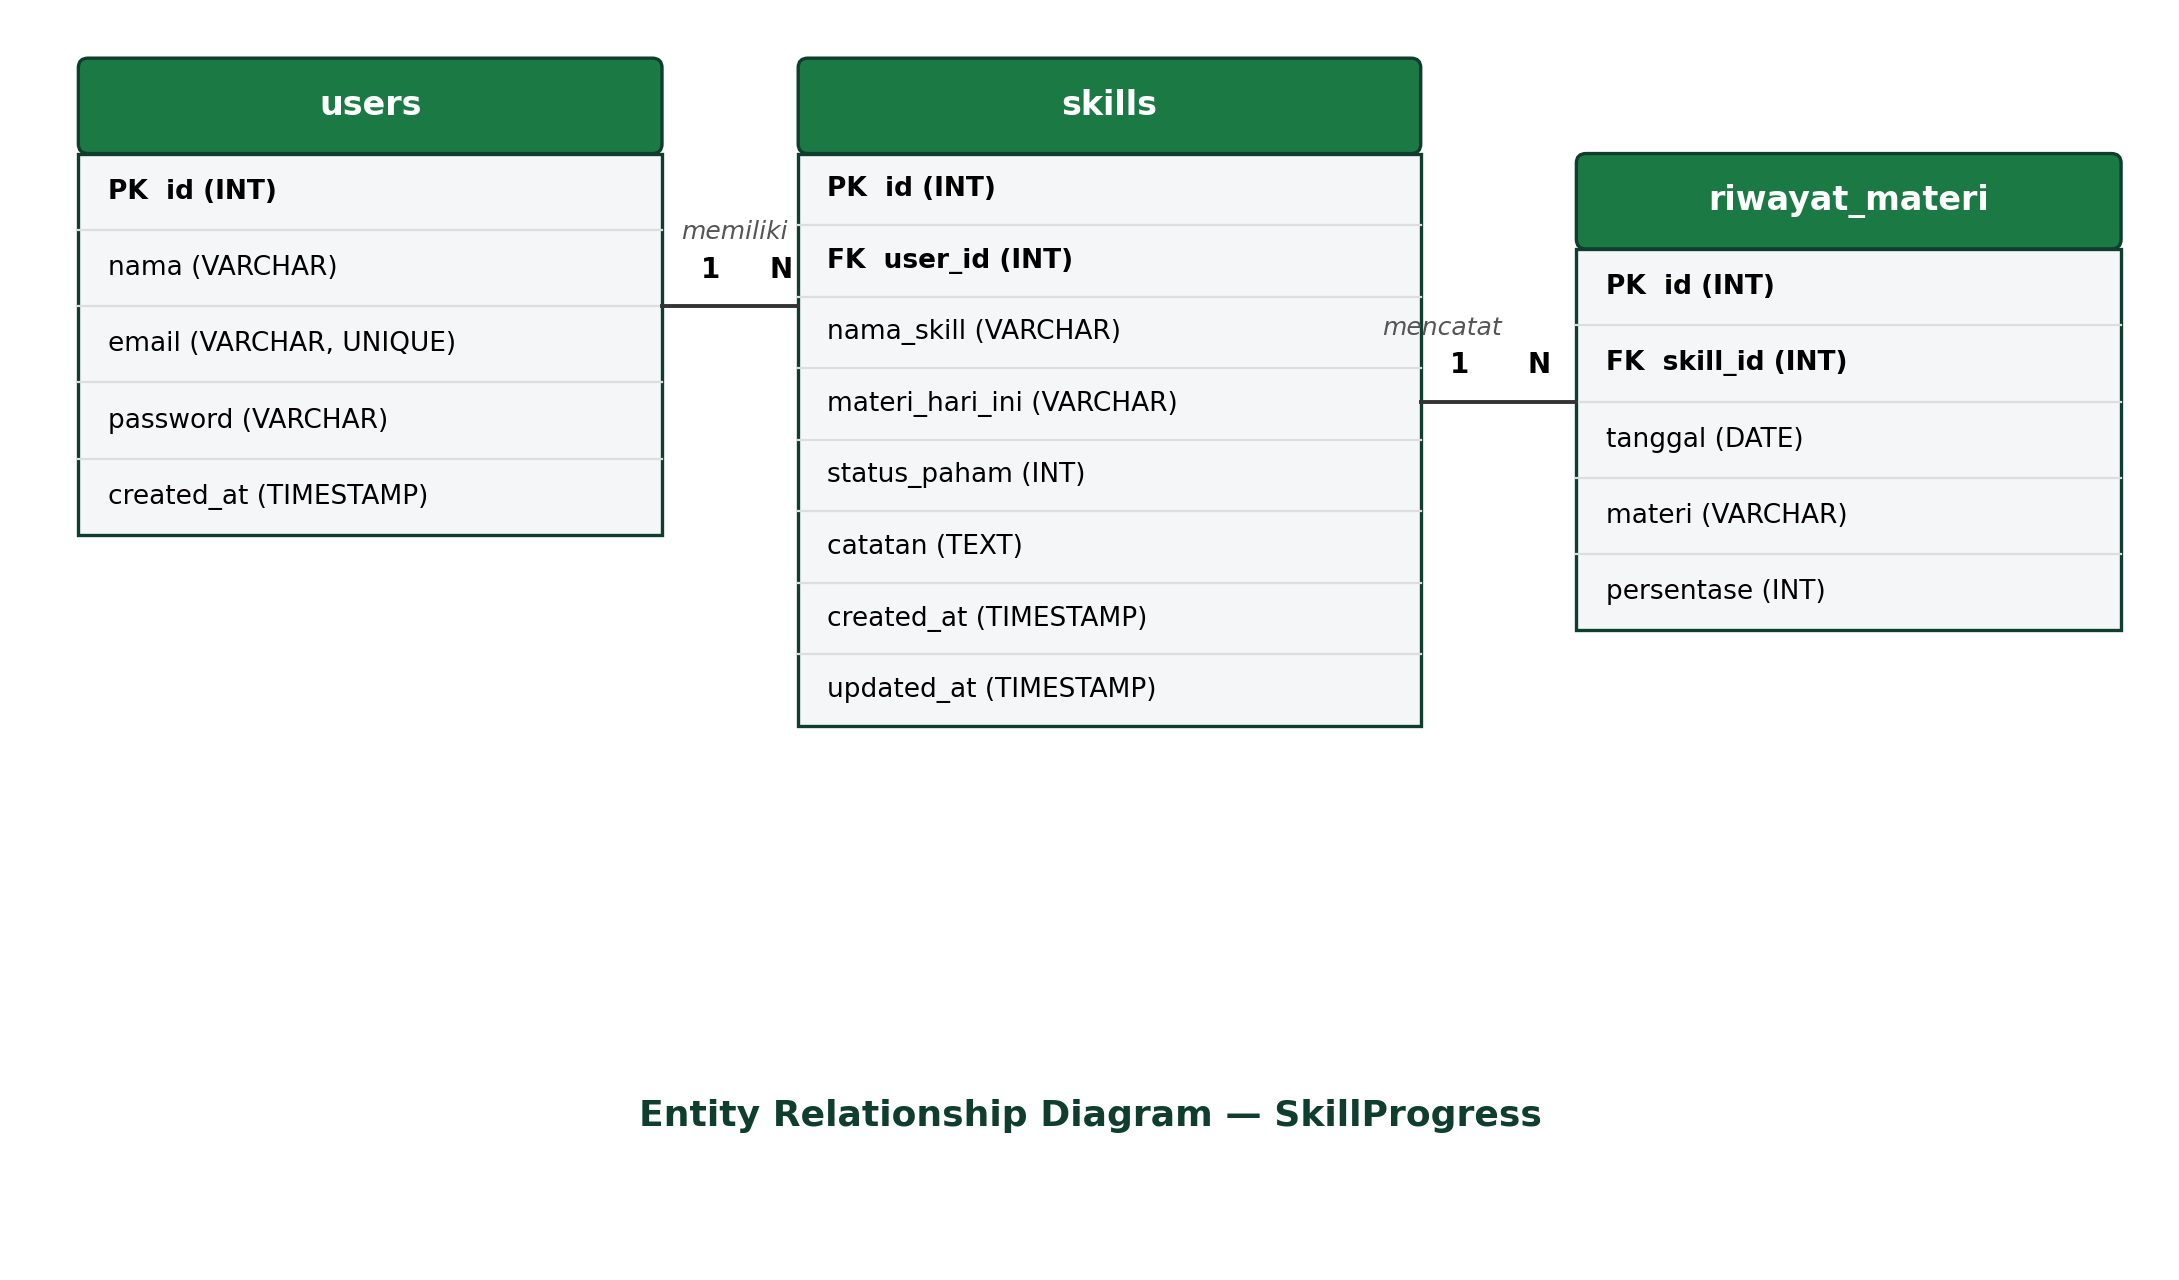 users
PK  id (INT)
nama (VARCHAR)
email (VARCHAR, UNIQUE)
password (VARCHAR)
created_at (TIMESTAMP)
memiliki
1 N
skills
PK  id (INT)
FK  user_id (INT)
nama_skill (VARCHAR)
materi_hari_ini (VARCHAR)
status_paham (INT)
catatan (TEXT)
created_at (TIMESTAMP)
updated_at (TIMESTAMP)
mencatat
1 N
riwayat_materi
PK  id (INT)
FK  skill_id (INT)
tanggal (DATE)
materi (VARCHAR)
persentase (INT)
Entity Relationship Diagram — SkillProgress